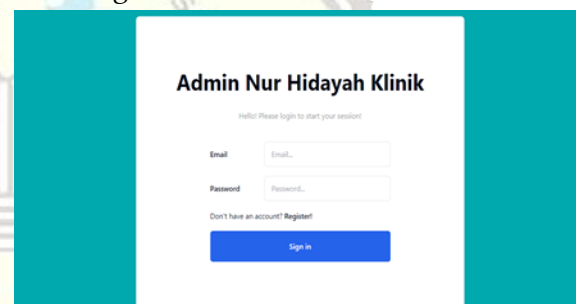 Admin Nur Hidayah Klinik
Hello! Please login to start your session!
Email
Email...
Password
Password...
Don't have an account? Register!
Sign in